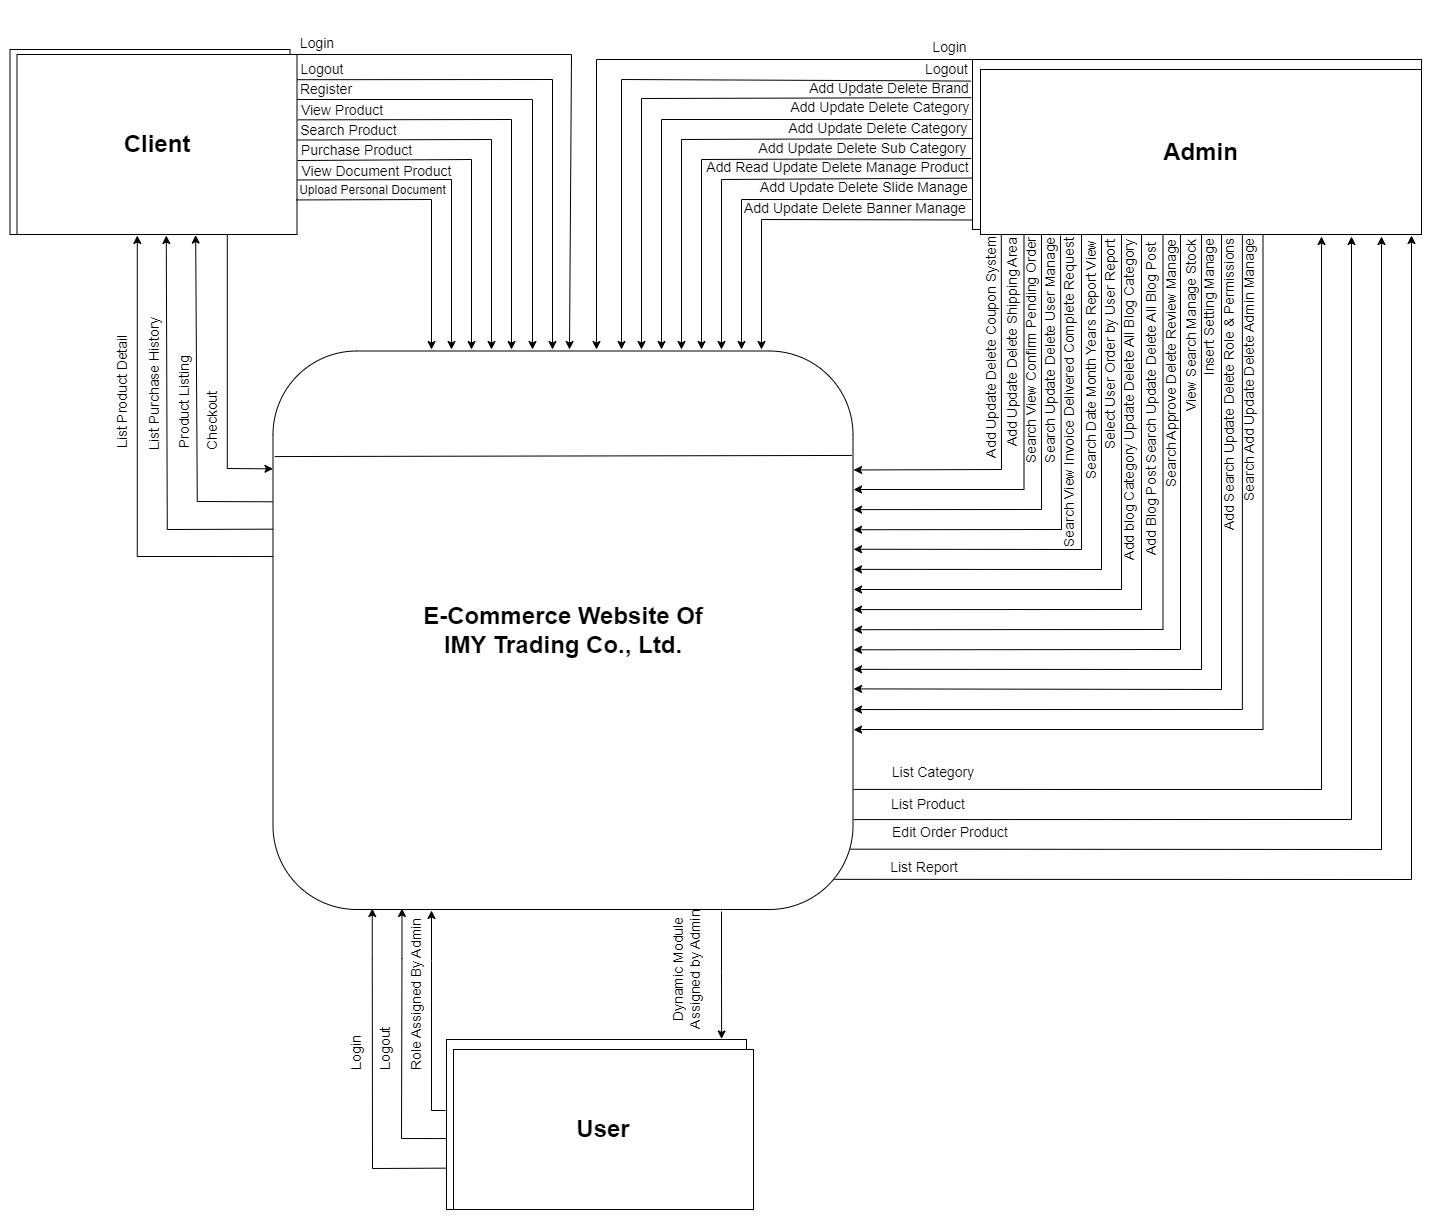 Login
Logout
Register
View Product
Search Product
Purchase Product
View Document Product
Upload Personal Document
Client
Login
Logout
Add Update Delete Brand
Add Update Delete Category
Add Update Delete Category
Add Update Delete Sub Category
Add Read Update Delete Manage Product
Add Update Delete Slide Manage
Add Update Delete Banner Manage
Admin
List Product Detail
List Purchase History
Product Listing
Checkout
Add Update Delete Coupon System
Add Update Delete Shipping Area
Search View Confirm Pending Order
Search Update Delete User Manage
Search View Invoice Delivered Complete Request
Search Date Month Years Report View
Select User Order by User Report
Add blog Category Update Delete All Blog Category
Add Blog Post Search Update Delete All Blog Post
Search Approve Delete Review Manage
View Search Manage Stock
Insert Setting Manage
Add Search Update Delete Role & Permissions
Search Add Update Delete Admin Manage
E-Commerce Website Of
IMY Trading Co., Ltd.
List Category
List Product
Edit Order Product
List Report
Login
Logout
Role Assigned By Admin
Dynamic Module
Assigned by Admin
User